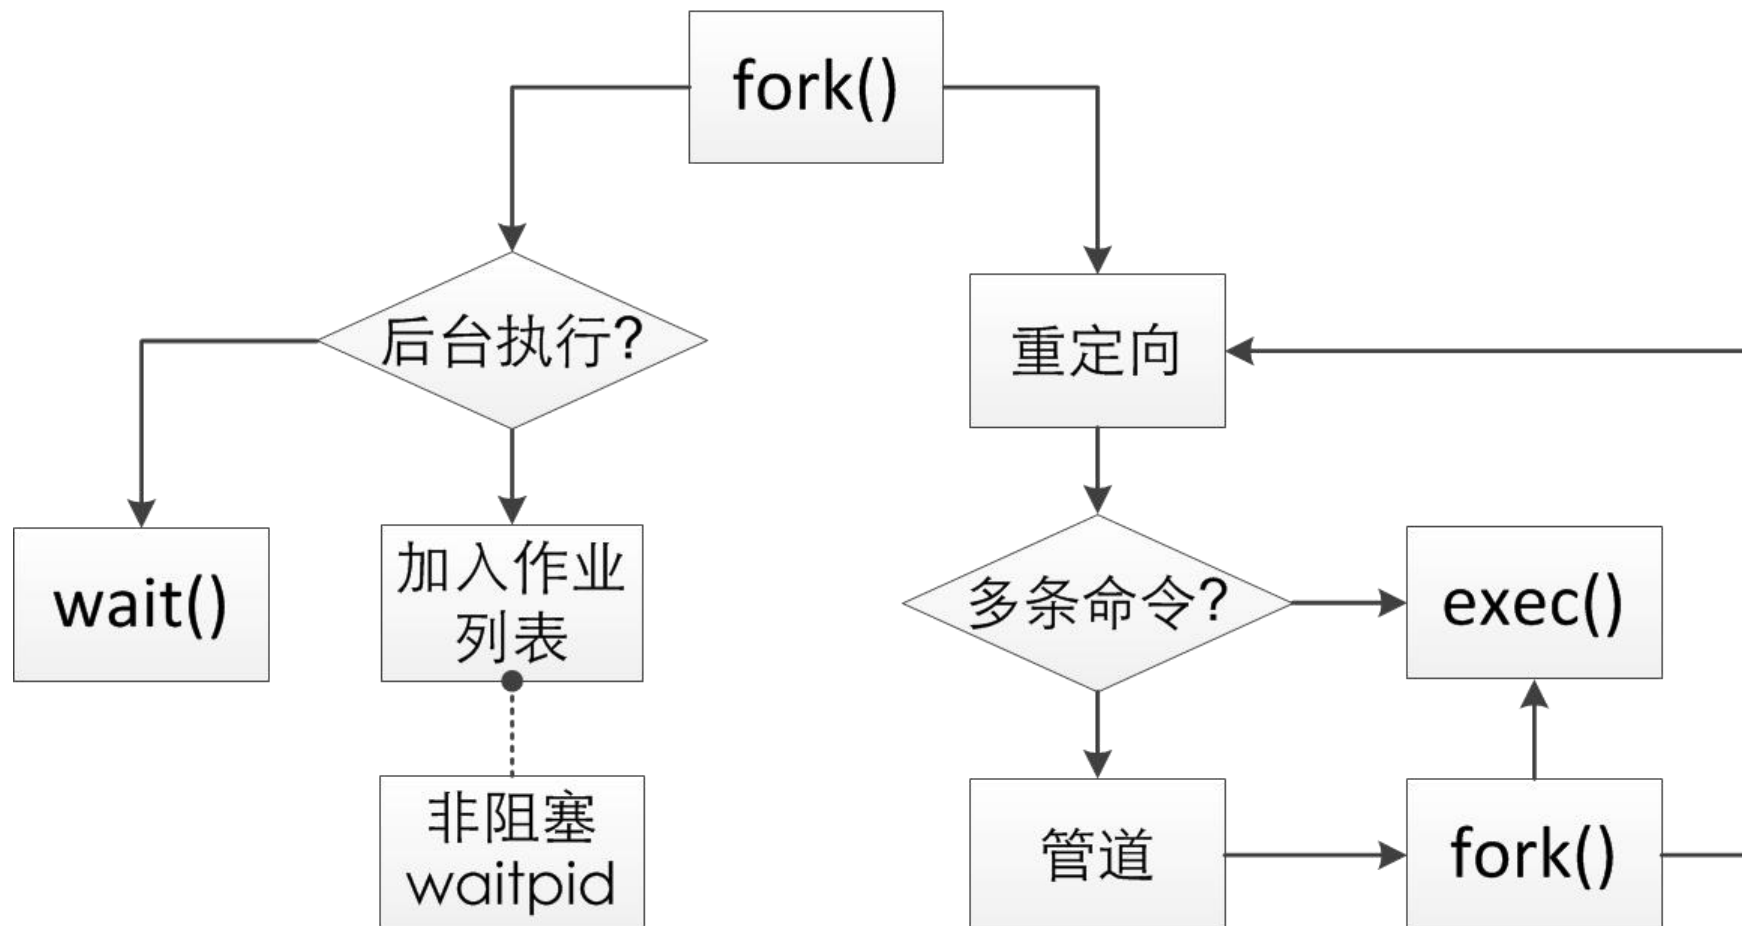 fork()
后台执行?
重定向
wait()
加入作业
列表
多条命令?
exec()
非阻塞
waitpid
管道
fork()